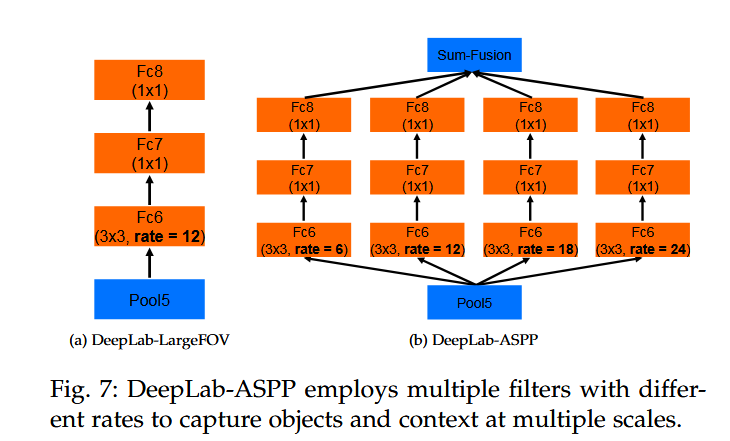 Sum-Fusion
Fc8
(1x1)
Fc8
(1x1)
Fc8
(1x1)
Fc8
(1x1)
Fc8
(1x1)
Fc7
(1x1)
Fc7
(1x1)
Fc7
(1x1)
Fc7
(1x1)
Fc7
(1x1)
Fc6
(3x3, rate = 12)
Fc6
(3x3, rate = 6)
Fc6
(3x3, rate = 12)
Fc6
(3x3, rate = 18)
Fc6
(3x3, rate = 24)
Pool5
Pool5
(a) DeepLab-LargeFOV
(b) DeepLab-ASPP
Fig. 7: DeepLab-ASPP employs multiple filters with differ-
ent rates to capture objects and context at multiple scales.